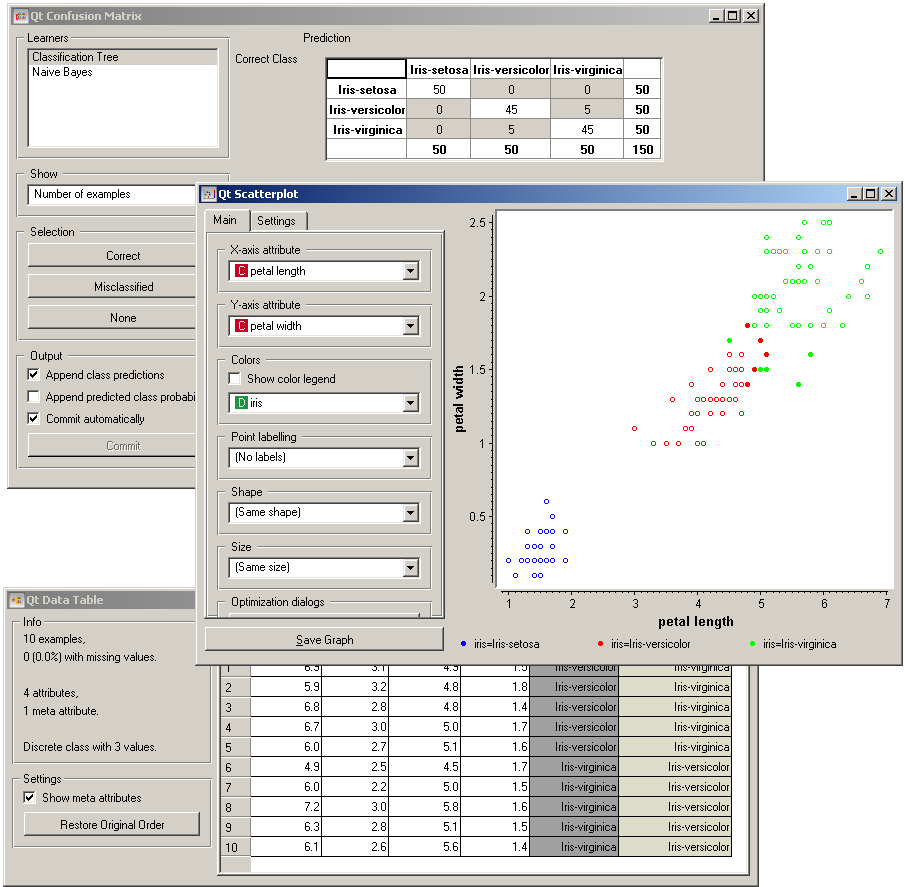 Qt Confusion Matrix
Learners
Classification Tree
Naive Bayes
Prediction
Correct Class
Iris-setosa Iris-versicolor Iris-virginica
Iris-setosa 50 0 0 50
Iris-versicolor 0 45 5 50
Iris-virginica 0 5 45 50
50 50 50 150
Show
Number of examples
Selection
Correct
Misclassified
None
Output
Append class predictions
Append predicted class probabi
Commit automatically
Commit
Qt Scatterplot
Main Settings
X-axis attribute
C petal length
Y-axis attribute
C petal width
Colors
Show color legend
D iris
Point labelling
(No labels)
Shape
(Same shape)
Size
(Same size)
Optimization dialogs
Save Graph
petal width
2.5
2
1.5
1
0.5
1 2 3 4 5 6 7
petal length
iris=Iris-setosa iris=Iris-versicolor iris=Iris-virginica
Qt Data Table
Info
10 examples,
0 (0.0%) with missing values.
4 attributes,
1 meta attribute.
Discrete class with 3 values.
Settings
Show meta attributes
Restore Original Order
1 6.9 3.1 4.9 1.5 Iris-versicolor Iris-virginica
2 5.9 3.2 4.8 1.8 Iris-versicolor Iris-virginica
3 6.8 2.8 4.8 1.4 Iris-versicolor Iris-virginica
4 6.7 3.0 5.0 1.7 Iris-versicolor Iris-virginica
5 6.0 2.7 5.1 1.6 Iris-versicolor Iris-virginica
6 4.9 2.5 4.5 1.7 Iris-virginica Iris-versicolor
7 6.0 2.2 5.0 1.5 Iris-virginica Iris-versicolor
8 7.2 3.0 5.8 1.6 Iris-virginica Iris-versicolor
9 6.3 2.8 5.1 1.5 Iris-virginica Iris-versicolor
10 6.1 2.6 5.6 1.4 Iris-virginica Iris-versicolor